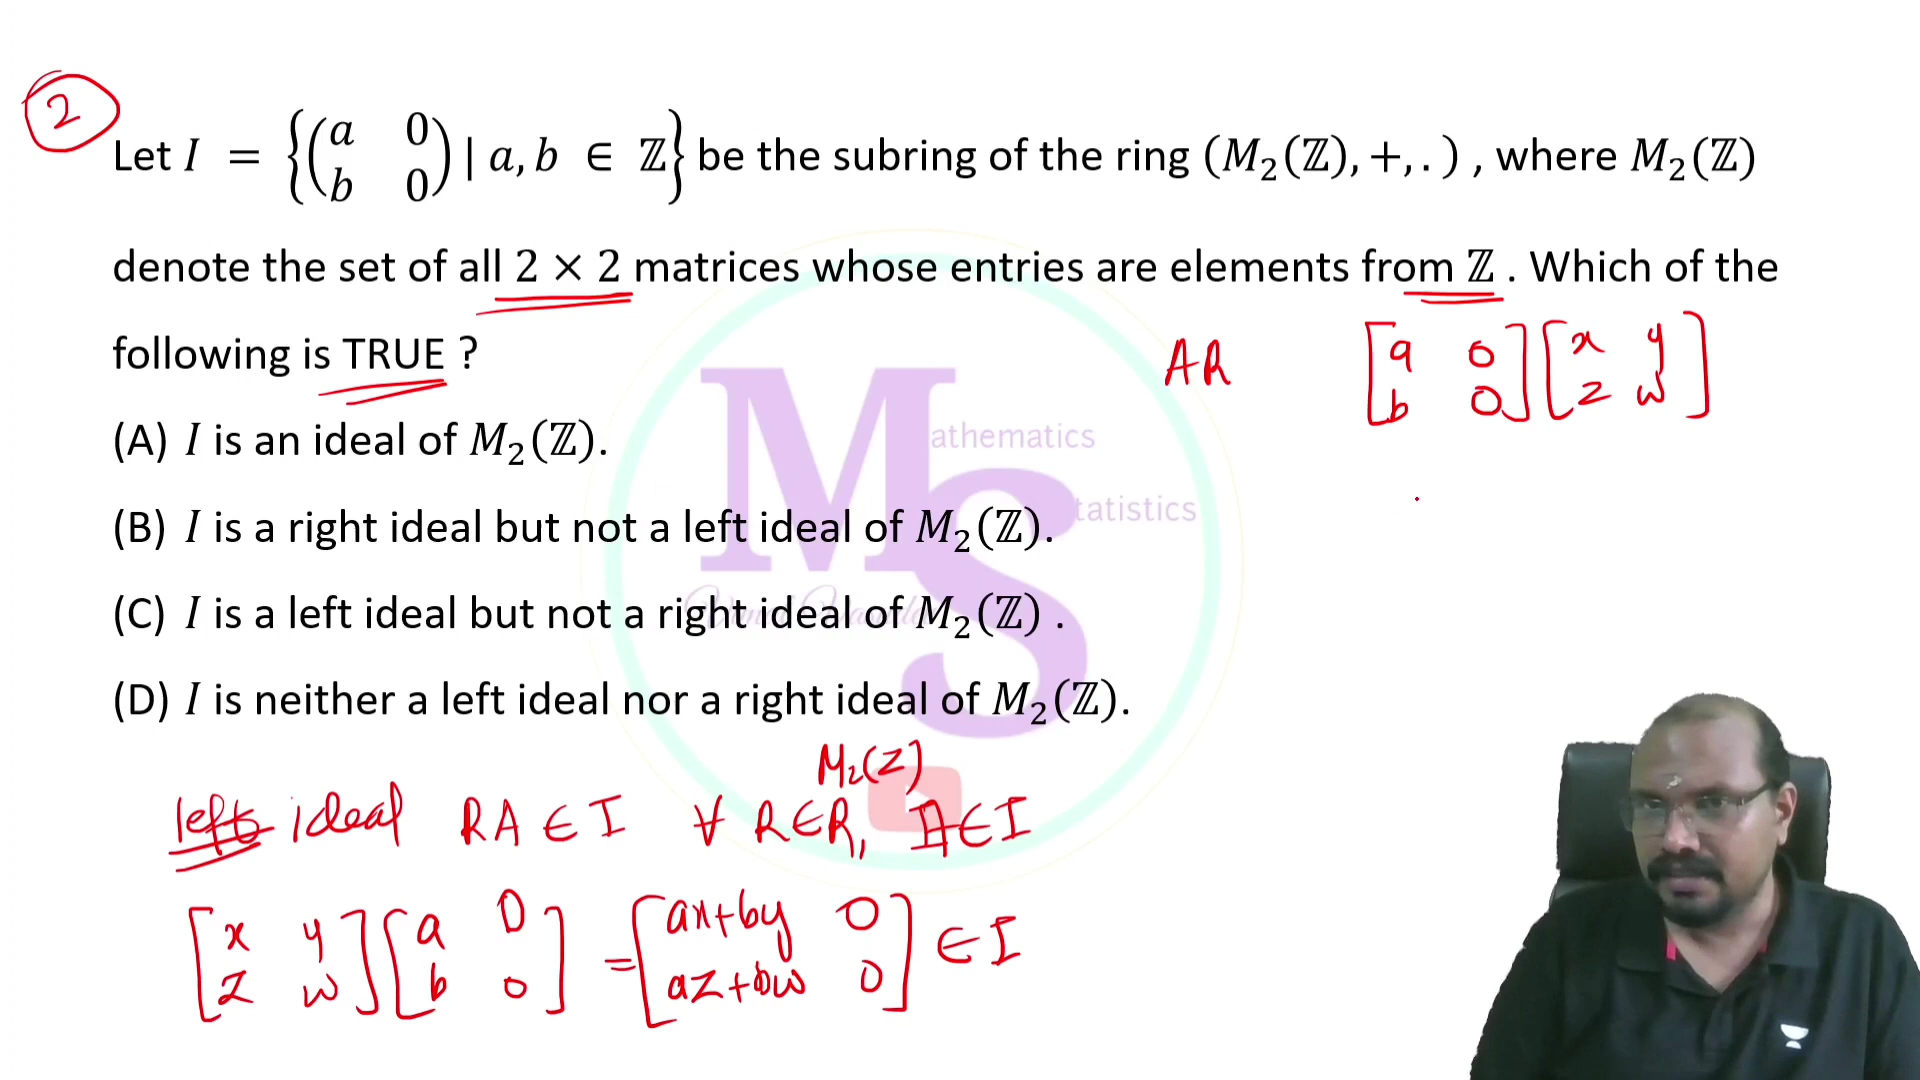 2
Let I = {(a 0
b 0) | a, b ∈ ℤ} be the subring of the ring (M₂(ℤ), +, . ) , where M₂(ℤ)
denote the set of all 2 × 2 matrices whose entries are elements from ℤ . Which of the
following is TRUE ?
AR [a 0
b 0] [x y
z w]
(A) I is an ideal of M₂(ℤ).
(B) I is a right ideal but not a left ideal of M₂(ℤ).
(C) I is a left ideal but not a right ideal of M₂(ℤ) .
(D) I is neither a left ideal nor a right ideal of M₂(ℤ).
Mathematics
Statistics
M₂(Z)
left ideal RA ∈ I ∀ R∈R, A∈I
[x y
z w] [a 0
b 0] = [ax+by 0
az+bw 0] ∈ I